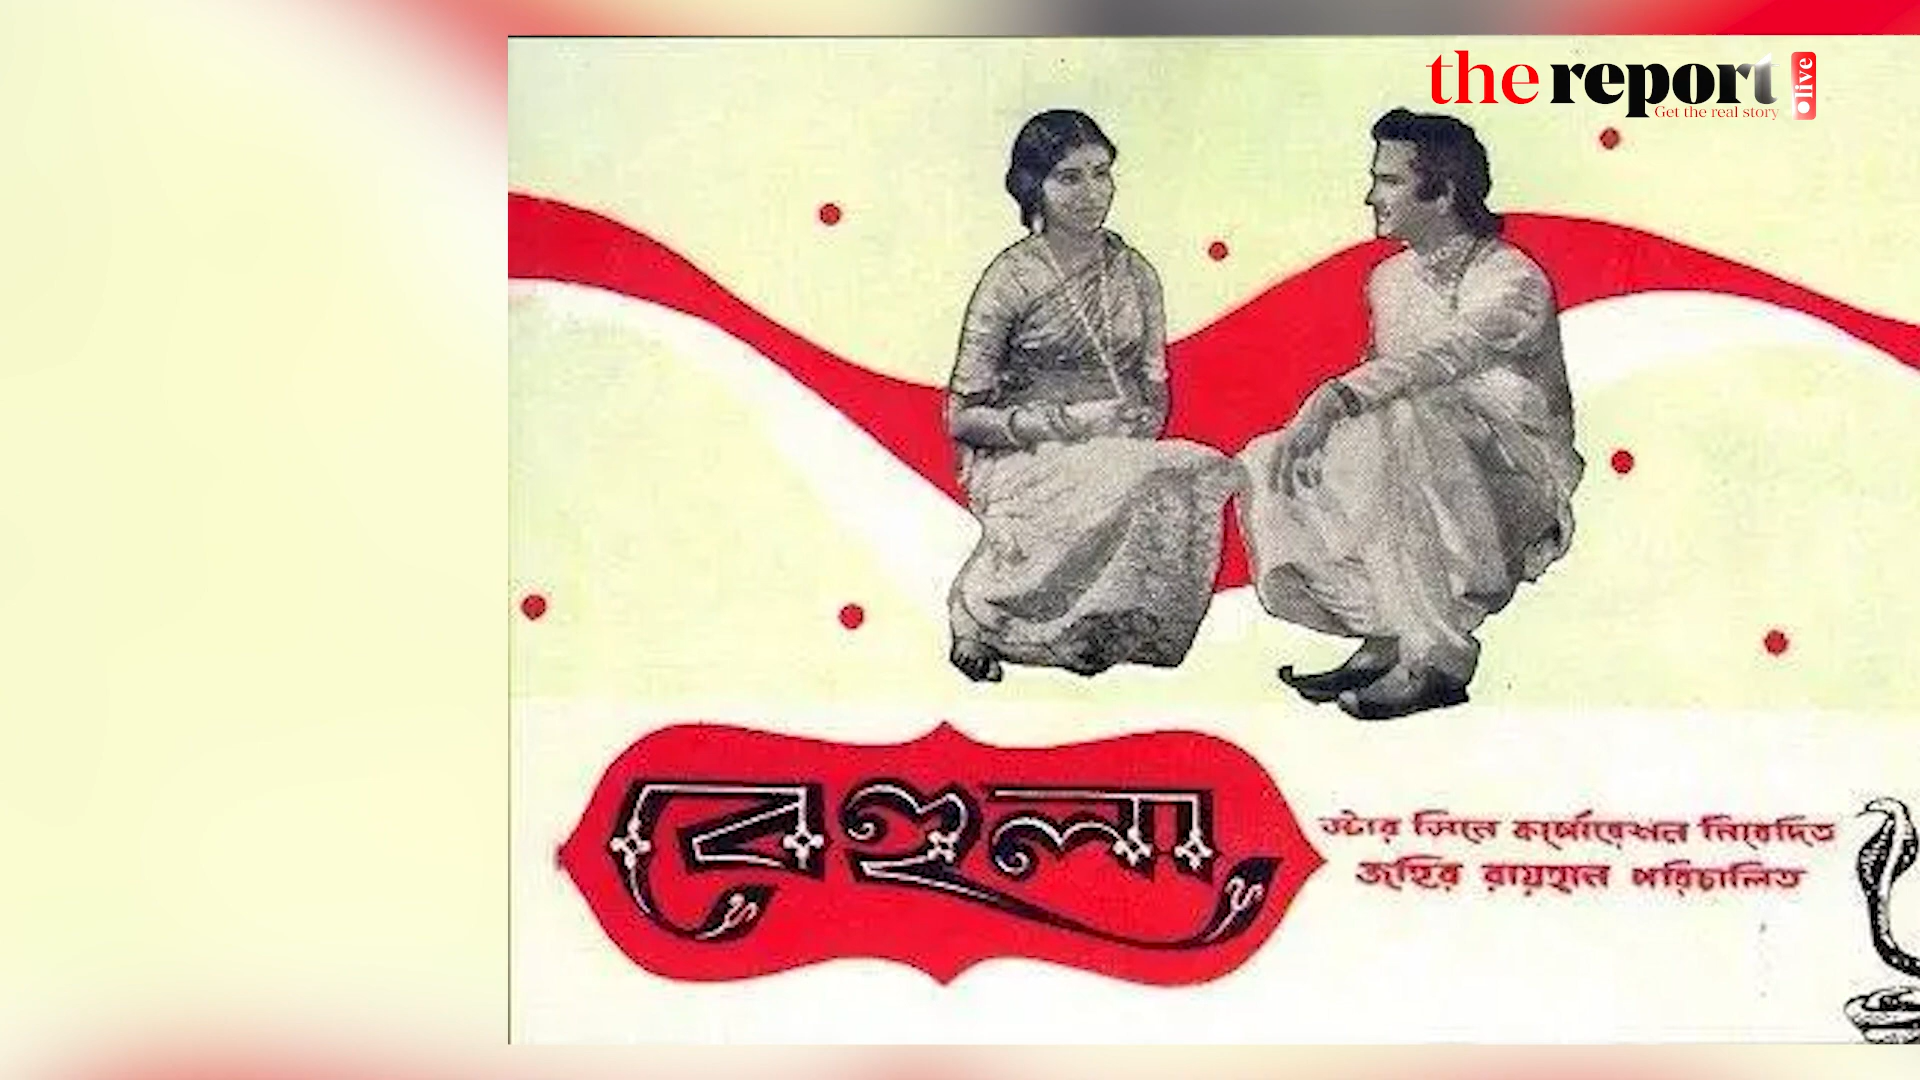 the report live
Get the real story
বেহুলা
স্টার সিনে কর্পোরেশন নিবেদিত
জহির রায়হান পরিচালিত